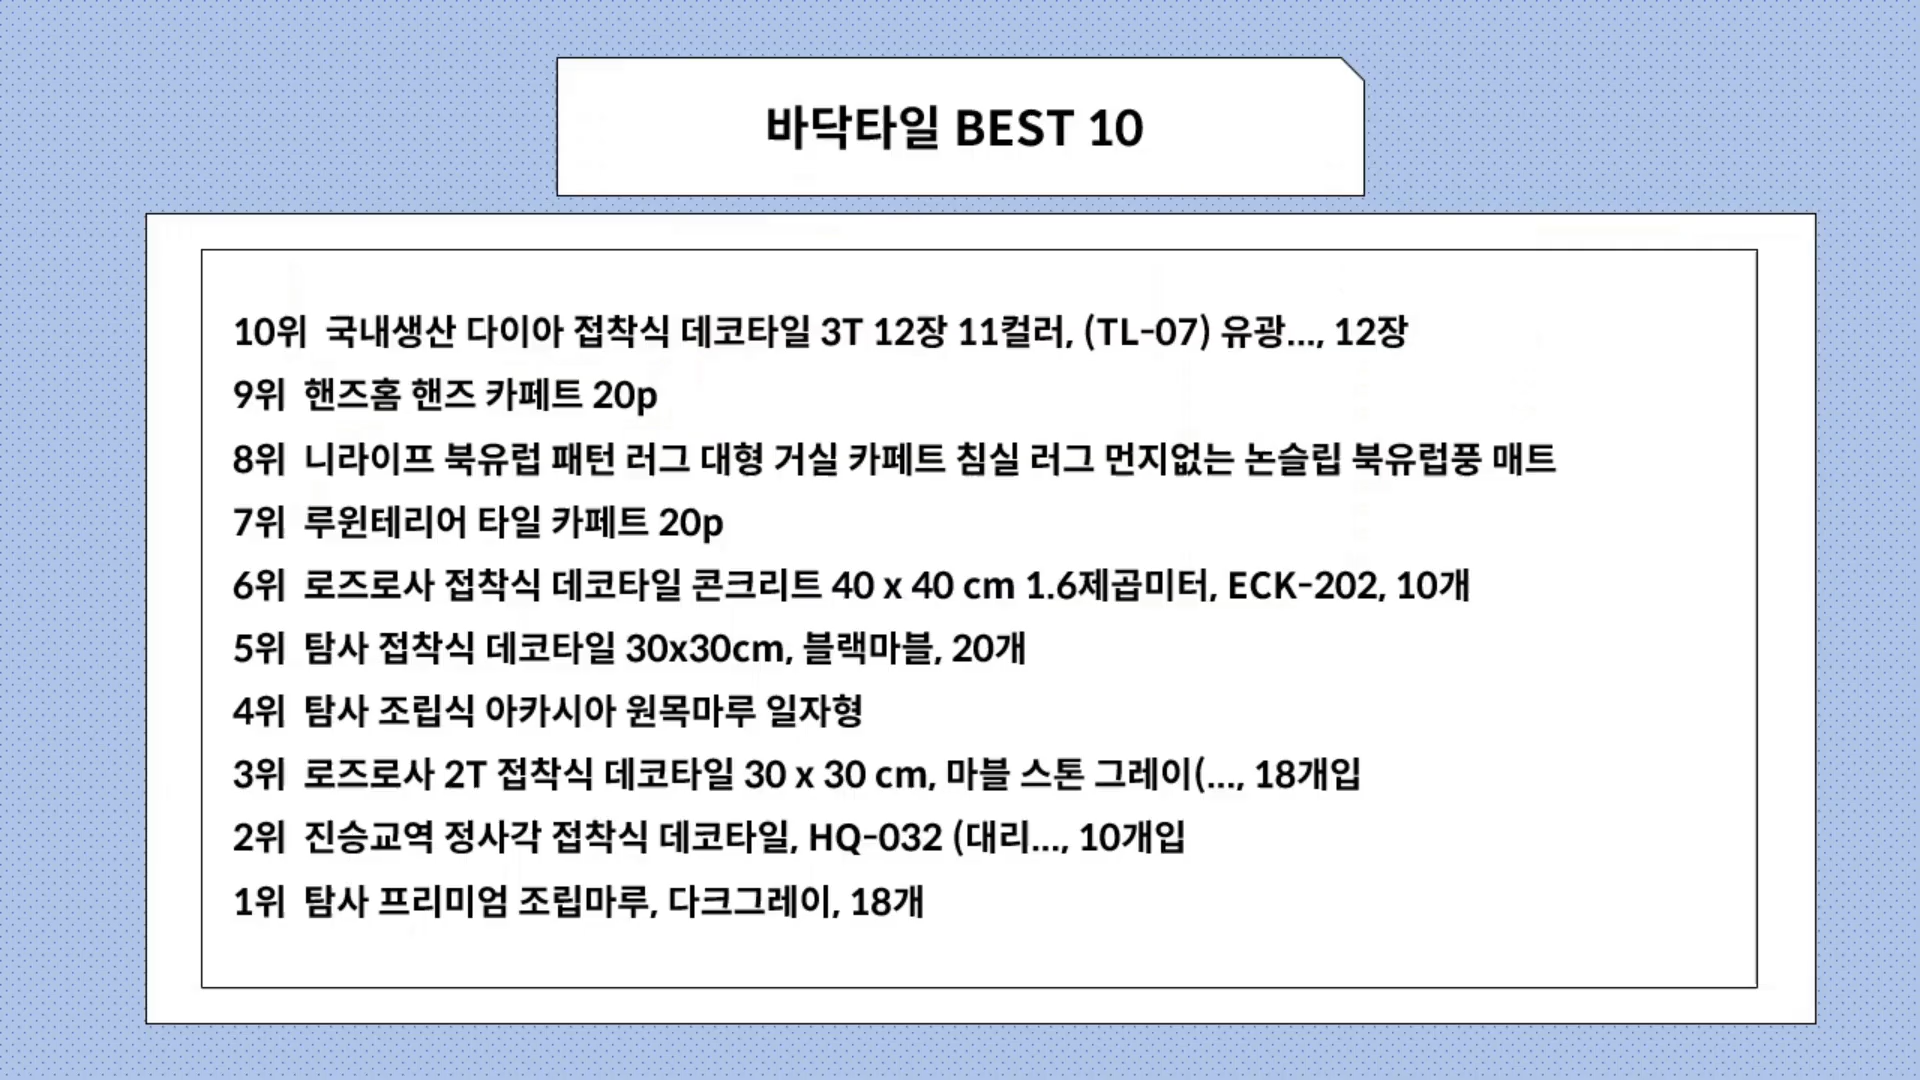 바닥타일 BEST 10
10위 국내생산 다이아 접착식 데코타일 3T 12장 11컬러, (TL-07) 유광..., 12장
9위 핸즈홈 핸즈 카페트 20p
8위 니라이프 북유럽 패턴 러그 대형 거실 카페트 침실 러그 먼지없는 논슬립 북유럽풍 매트
7위 루윈테리어 타일 카페트 20p
6위 로즈로사 접착식 데코타일 콘크리트 40 x 40 cm 1.6제곱미터, ECK-202, 10개
5위 탐사 접착식 데코타일 30x30cm, 블랙마블, 20개
4위 탐사 조립식 아카시아 원목마루 일자형
3위 로즈로사 2T 접착식 데코타일 30 x 30 cm, 마블 스톤 그레이(..., 18개입
2위 진승교역 정사각 접착식 데코타일, HQ-032 (대리..., 10개입
1위 탐사 프리미엄 조립마루, 다크그레이, 18개